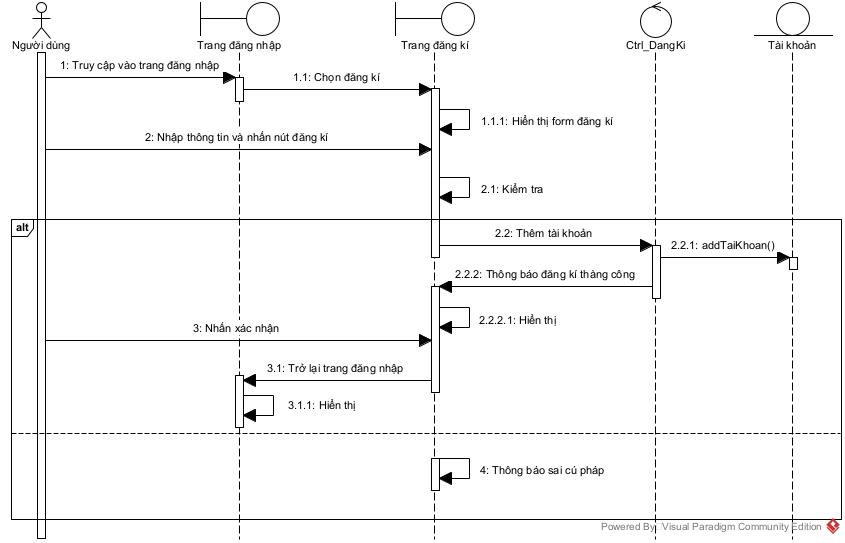 Người dùng
Trang đăng nhập
Trang đăng kí
Ctrl_DangKi
Tài khoản
1: Truy cập vào trang đăng nhập
1.1: Chọn đăng kí
1.1.1: Hiển thị form đăng kí
2: Nhập thông tin và nhấn nút đăng kí
2.1: Kiểm tra
alt
2.2: Thêm tài khoản
2.2.1: addTaiKhoan()
2.2.2: Thông báo đăng kí thàng công
2.2.2.1: Hiển thị
3: Nhấn xác nhận
3.1: Trở lại trang đăng nhập
3.1.1: Hiển thị
4: Thông báo sai cú pháp
Powered By Visual Paradigm Community Edition